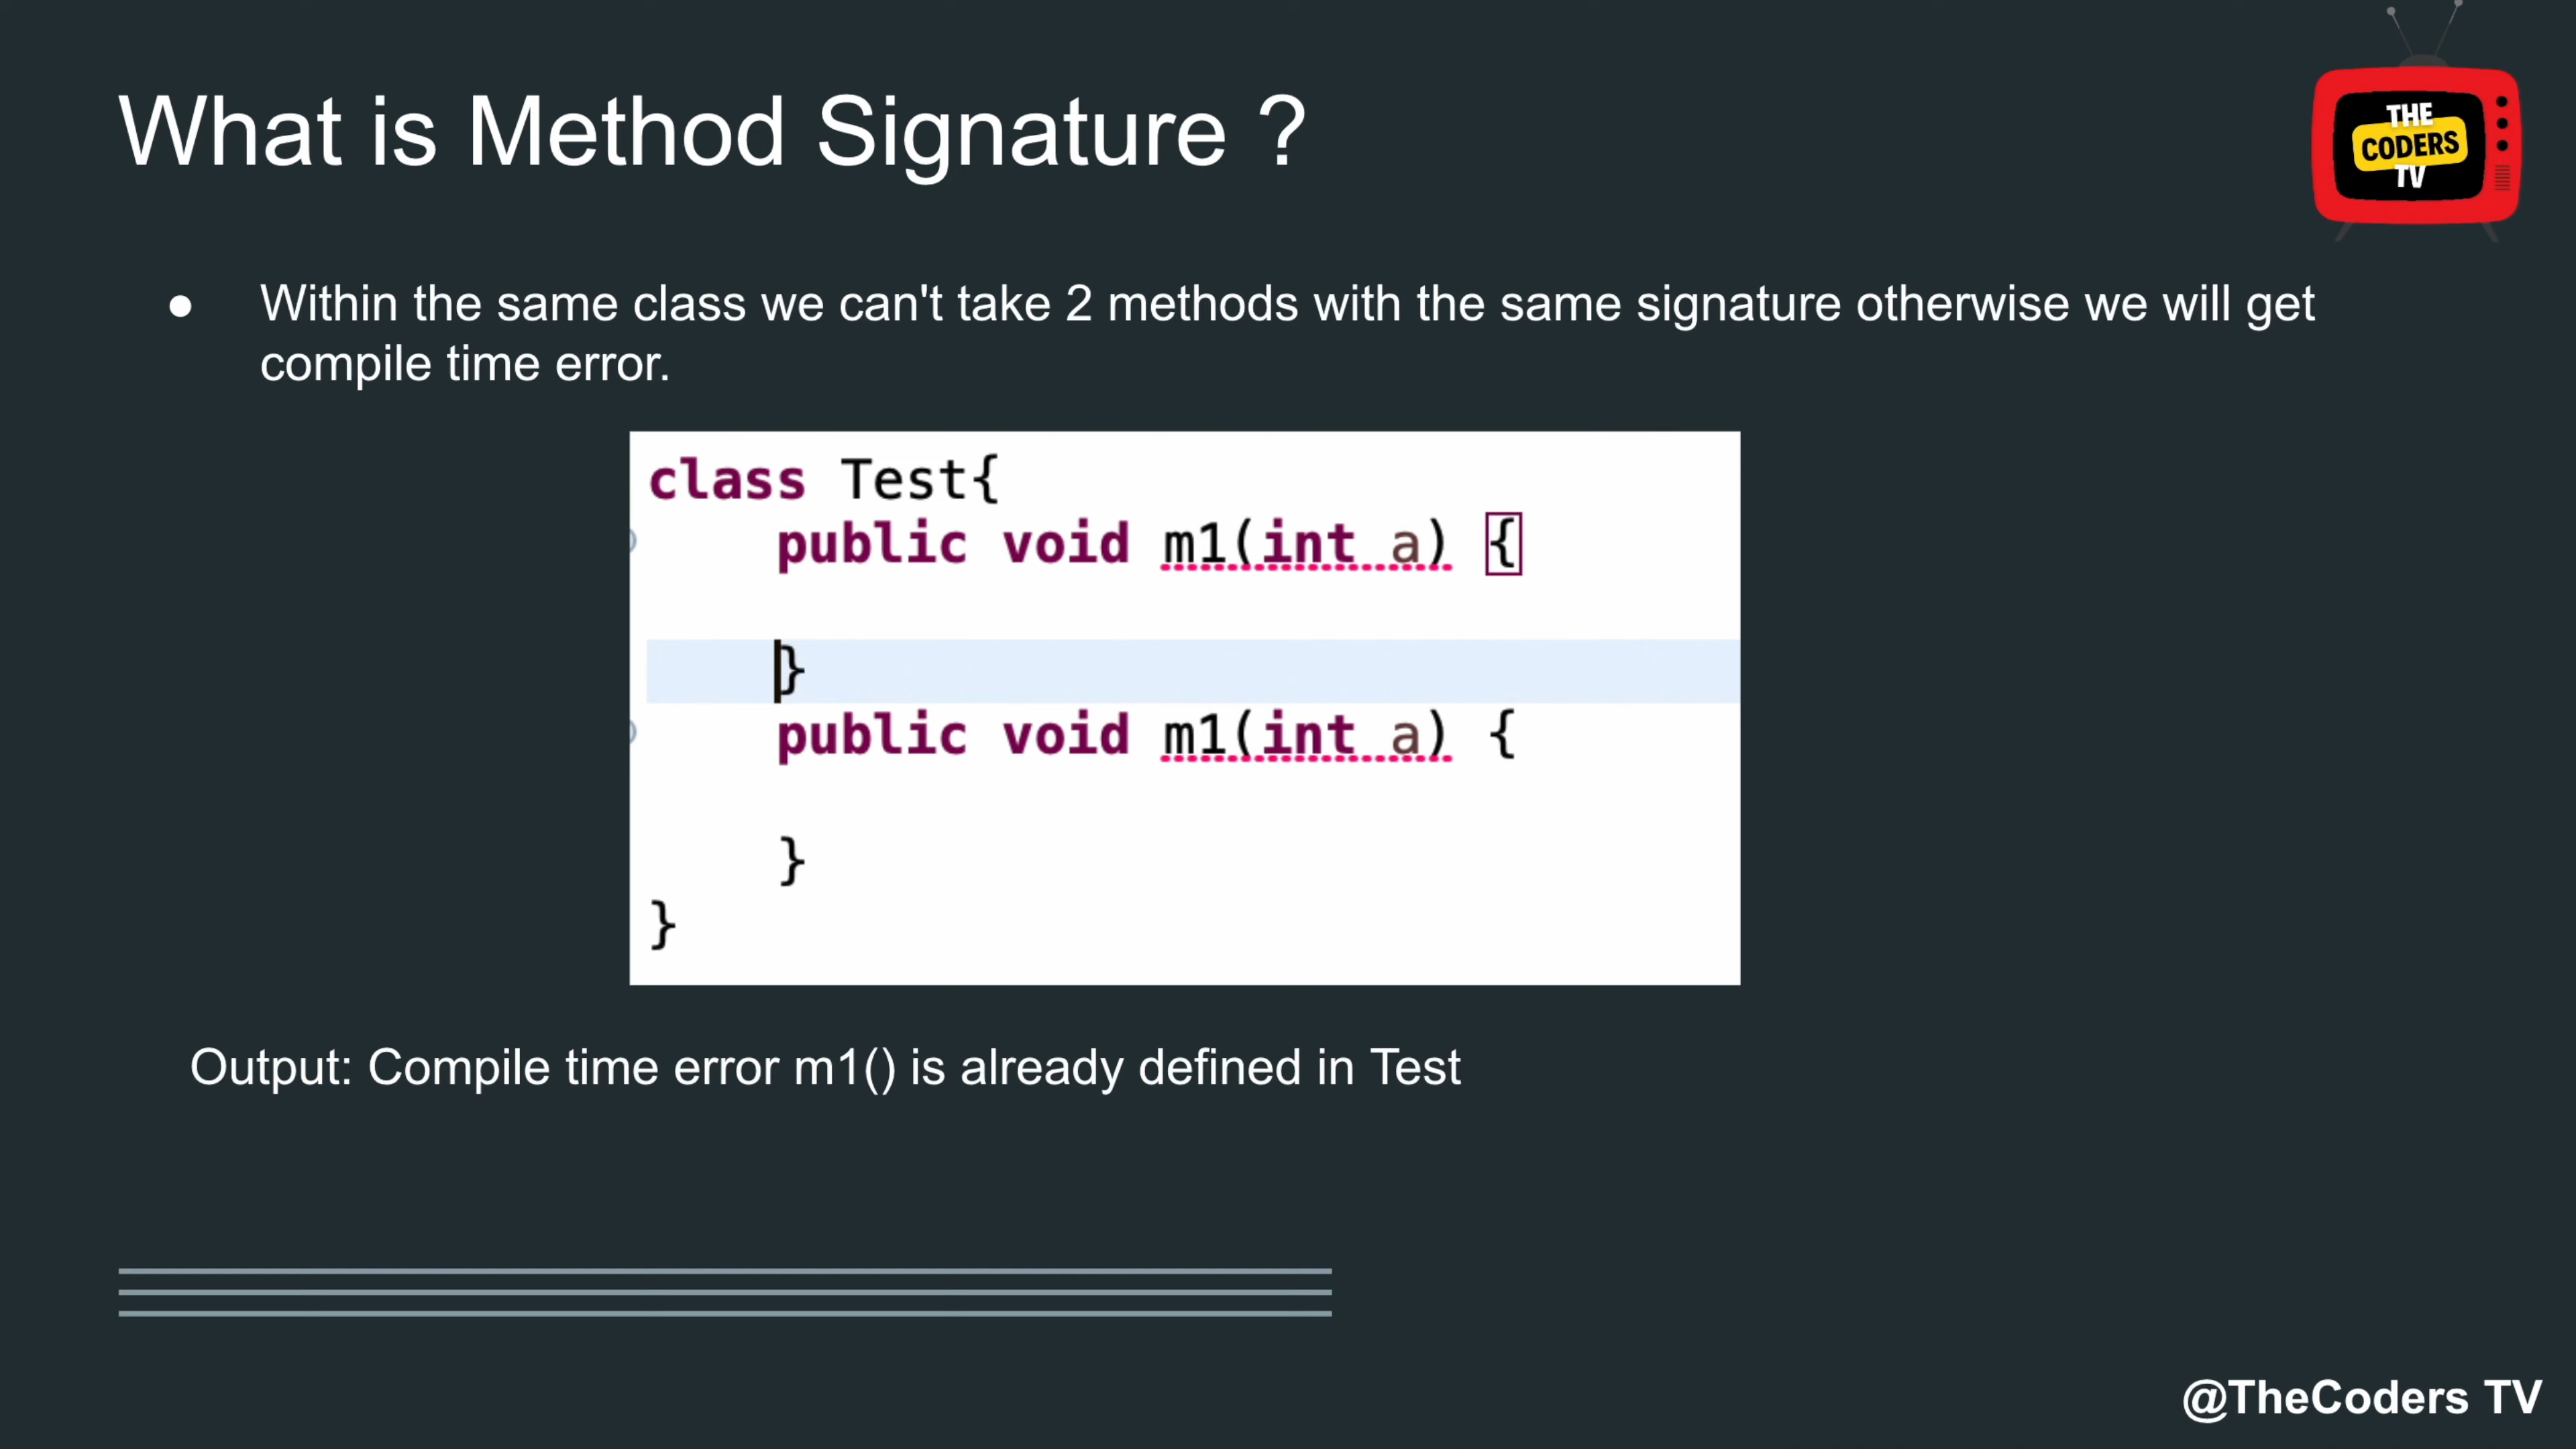 What is Method Signature ?
THE
CODERS
TV
● Within the same class we can't take 2 methods with the same signature otherwise we will get
compile time error.
class Test{
public void m1(int a) {
}
public void m1(int a) {
}
}
Output: Compile time error m1() is already defined in Test
@TheCoders TV